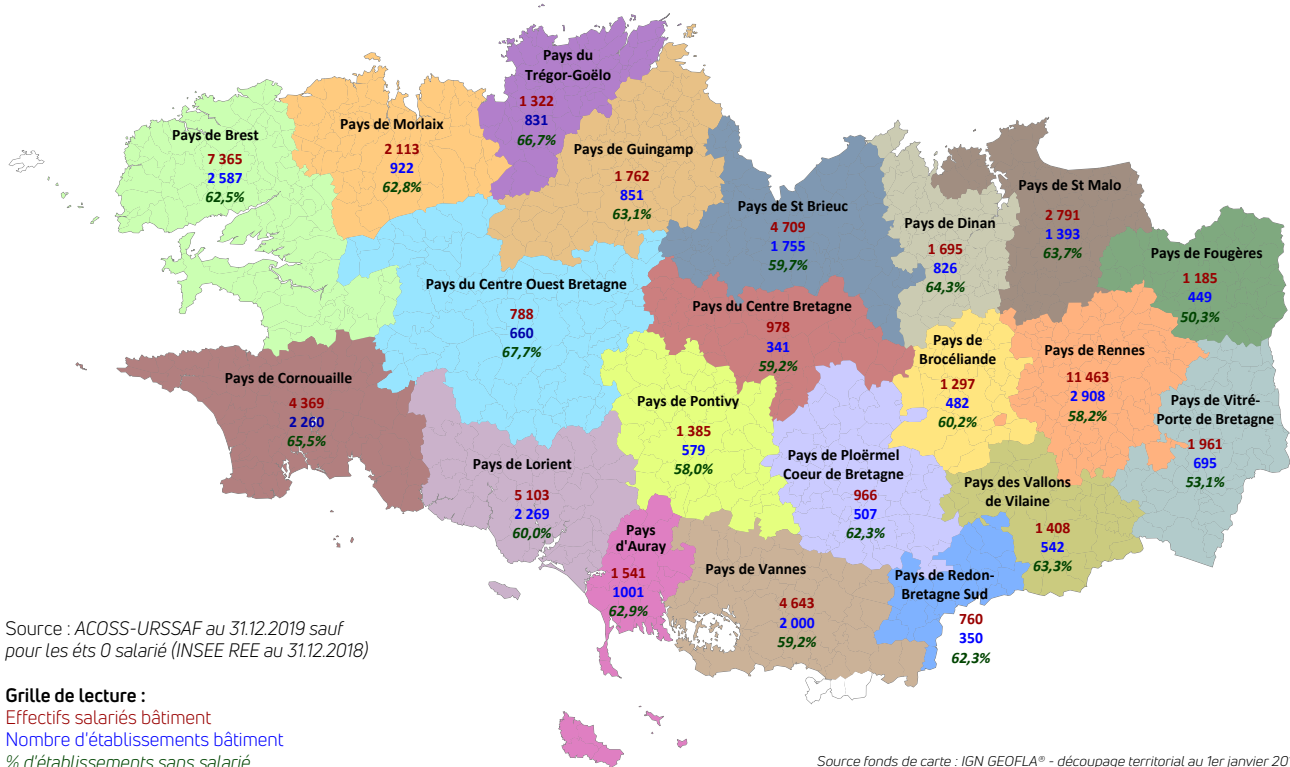 Pays du
Trégor-Goëlo
1 322
831
66,7%
Pays de Brest
7 365
2 587
62,5%
Pays de Morlaix
2 113
922
62,8%
Pays de Guingamp
1 762
851
63,1%
Pays de St Brieuc
4 709
1 755
59,7%
Pays de Dinan
1 695
826
64,3%
Pays de St Malo
2 791
1 393
63,7%
Pays de Fougères
1 185
449
50,3%
Pays du Centre Ouest Bretagne
788
660
67,7%
Pays du Centre Bretagne
978
341
59,2%
Pays de
Brocéliande
1 297
482
60,2%
Pays de Rennes
11 463
2 908
58,2%
Pays de Vitré-
Porte de Bretagne
1 961
695
53,1%
Pays de Cornouaille
4 369
2 260
65,5%
Pays de Lorient
5 103
2 269
60,0%
Pays de Pontivy
1 385
579
58,0%
Pays de Ploërmel
Coeur de Bretagne
966
507
62,3%
Pays des Vallons
de Vilaine
1 408
542
63,3%
Pays
d'Auray
1 541
1001
62,9%
Pays de Vannes
4 643
2 000
59,2%
Pays de Redon-
Bretagne Sud
760
350
62,3%
Source : ACOSS-URSSAF au 31.12.2019 sauf
pour les éts 0 salarié (INSEE REE au 31.12.2018)
Grille de lecture :
Effectifs salariés bâtiment
Nombre d'établissements bâtiment
% d'établissements sans salarié
Source fonds de carte : IGN GEOFLA® - découpage territorial au 1er janvier 20